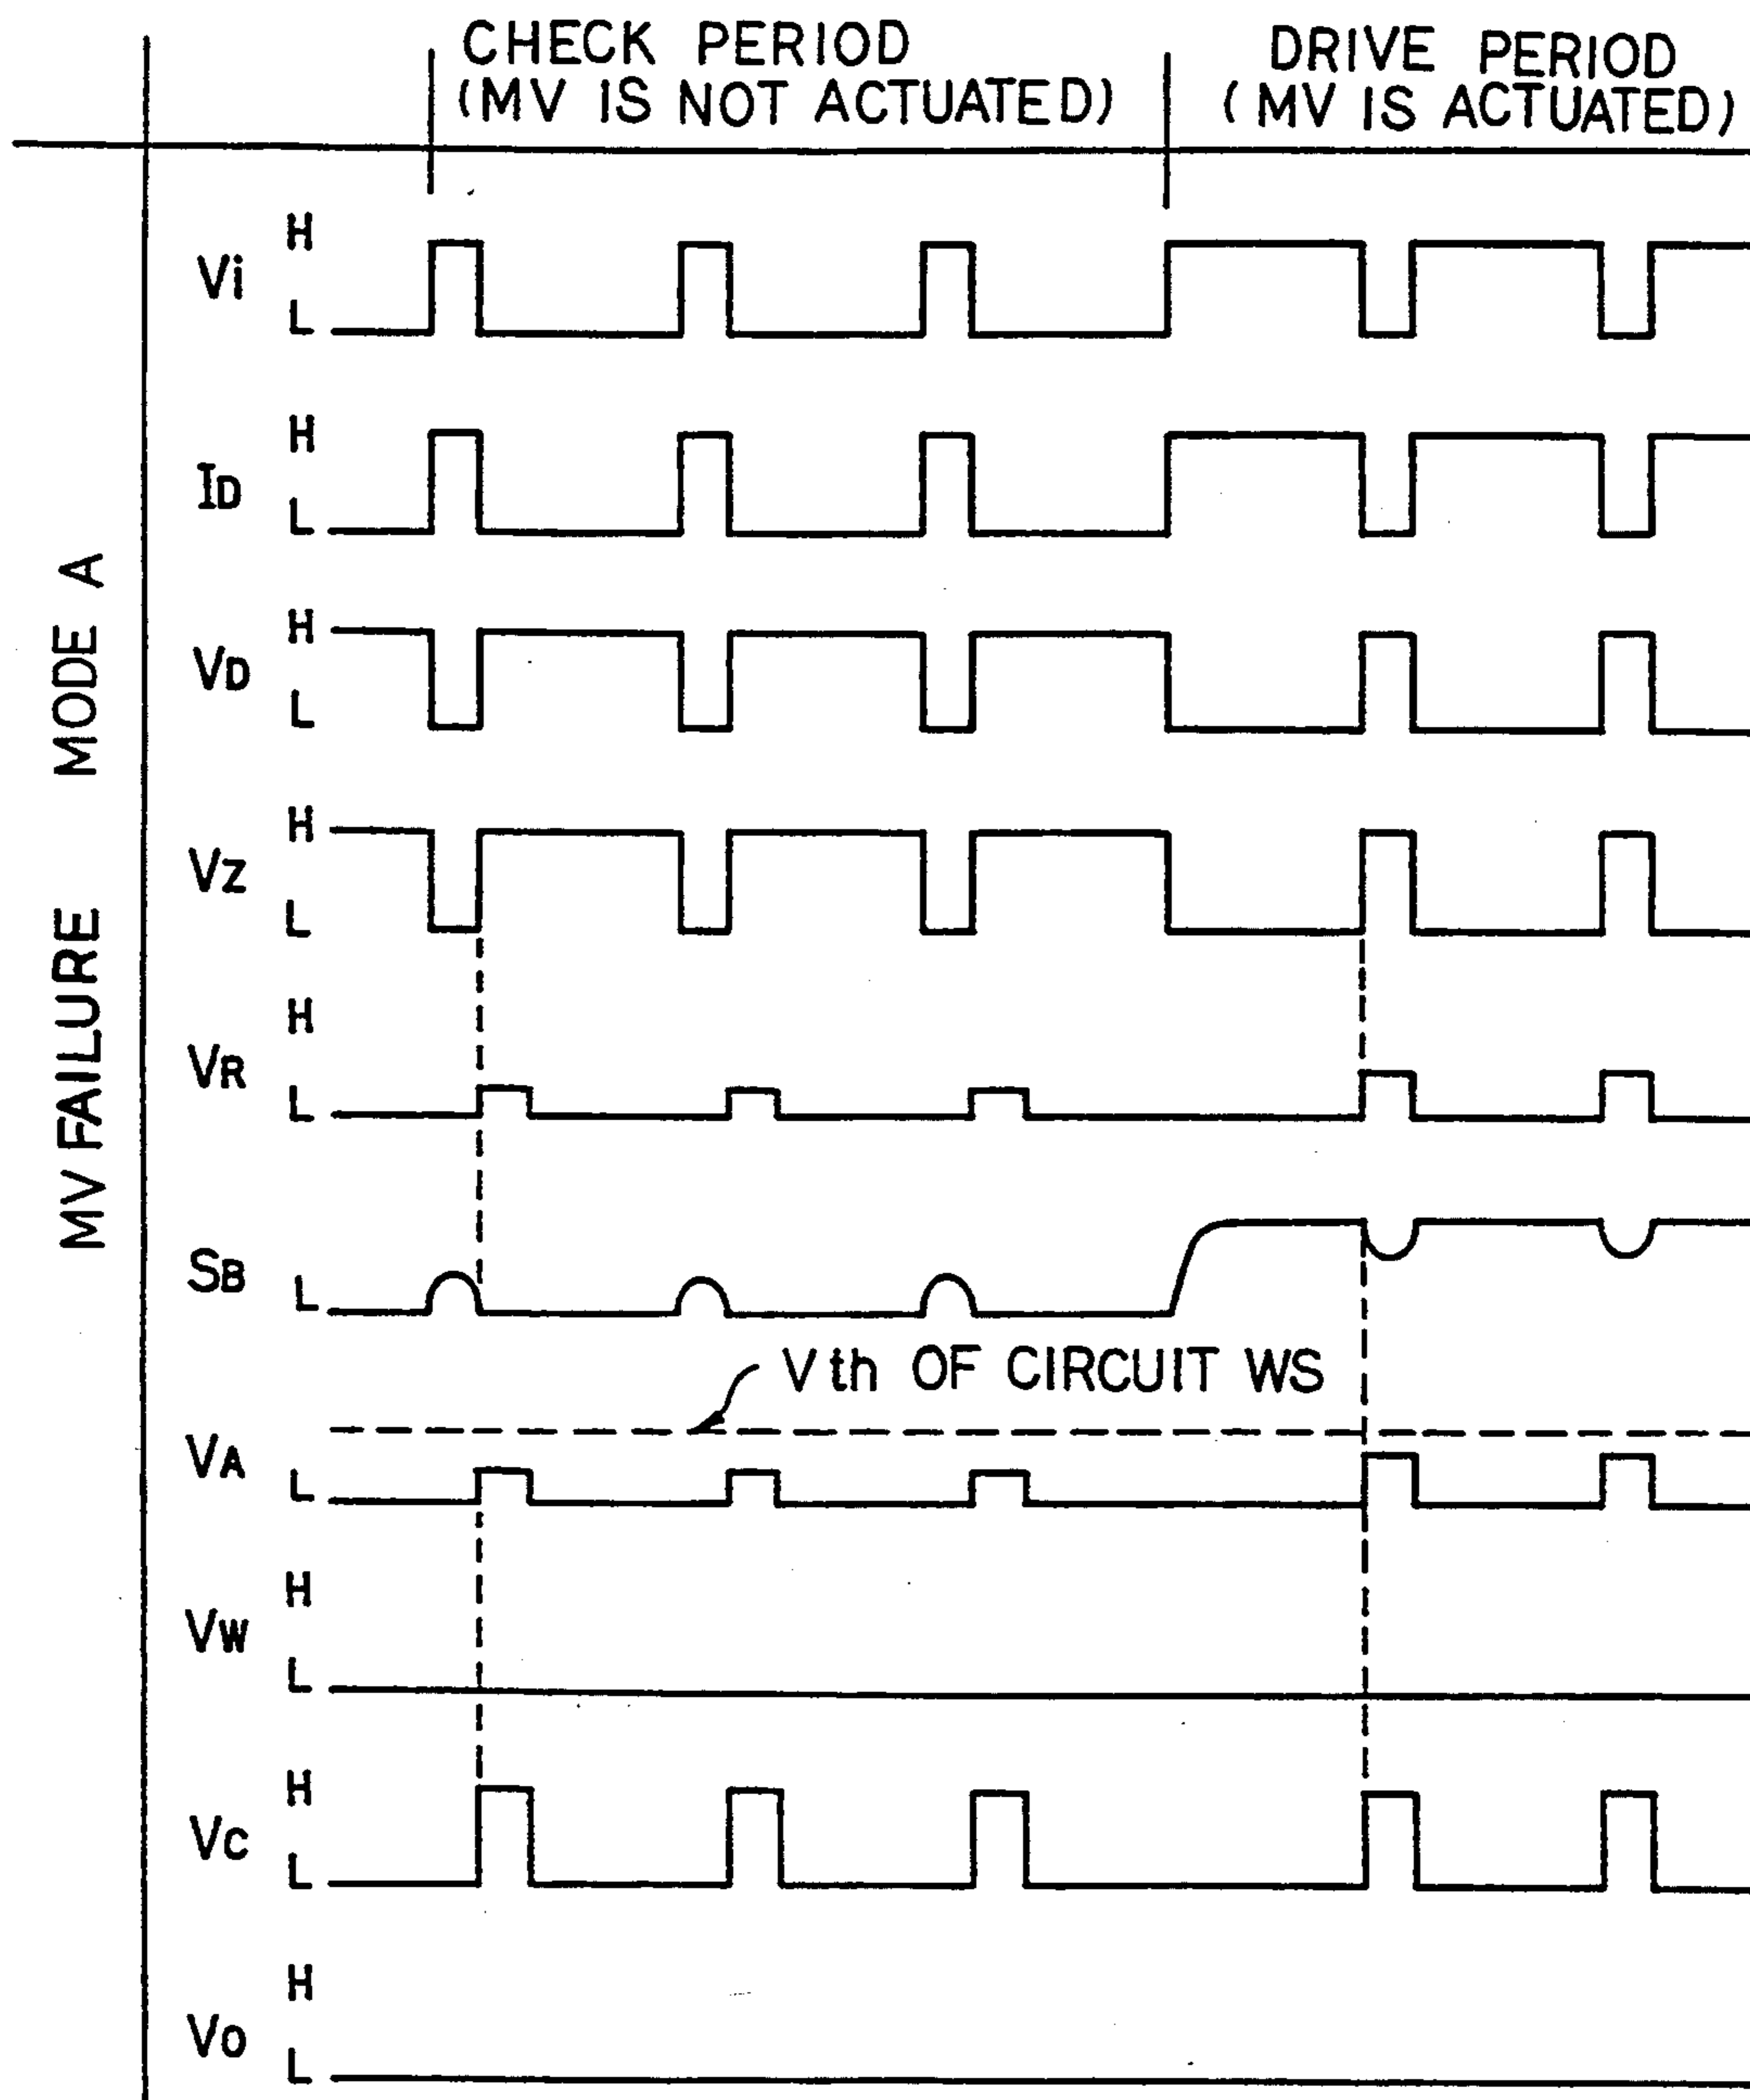 CHECK PERIOD
(MV IS NOT ACTUATED)
DRIVE PERIOD
(MV IS ACTUATED)
MV FAILURE MODE A
Vi
H
L
ID
H
L
VD
H
L
VZ
H
L
VR
H
L
SB
L
Vth OF CIRCUIT WS
VA
L
VW
H
L
VC
H
L
VO
H
L